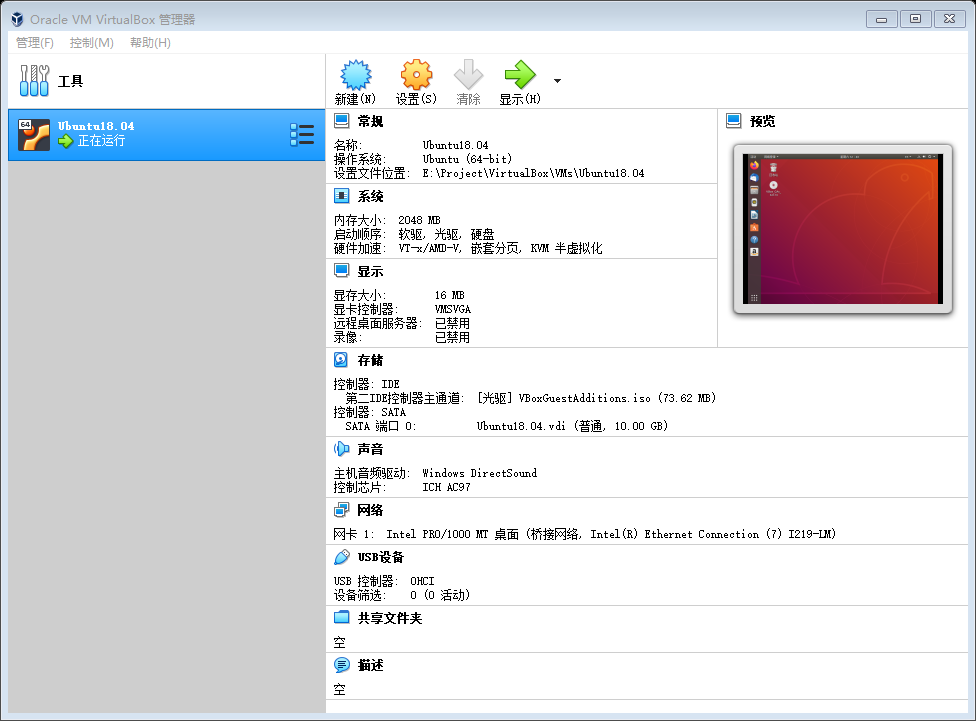 Oracle VM VirtualBox 管理器
管理(F) 控制(M) 帮助(H)
工具
新建(N) 设置(S) 清除 显示(H)
64
Ubuntu18.04
正在运行
常规
名称: Ubuntu18.04
操作系统: Ubuntu (64-bit)
设置文件位置: E:\Project\VirtualBox\VMs\Ubuntu18.04
预览
系统
内存大小: 2048 MB
启动顺序: 软驱, 光驱, 硬盘
硬件加速: VT-x/AMD-V, 嵌套分页, KVM 半虚拟化
显示
显存大小: 16 MB
显卡控制器: VMSVGA
远程桌面服务器: 已禁用
录像: 已禁用
存储
控制器: IDE
第二IDE控制器主通道: [光驱] VBoxGuestAdditions.iso (73.62 MB)
控制器: SATA
SATA 端口 0: Ubuntu18.04.vdi (普通, 10.00 GB)
声音
主机音频驱动: Windows DirectSound
控制芯片: ICH AC97
网络
网卡 1: Intel PRO/1000 MT 桌面 (桥接网络, Intel(R) Ethernet Connection (7) I219-LM)
USB设备
USB 控制器: OHCI
设备筛选: 0 (0 活动)
共享文件夹
空
描述
空